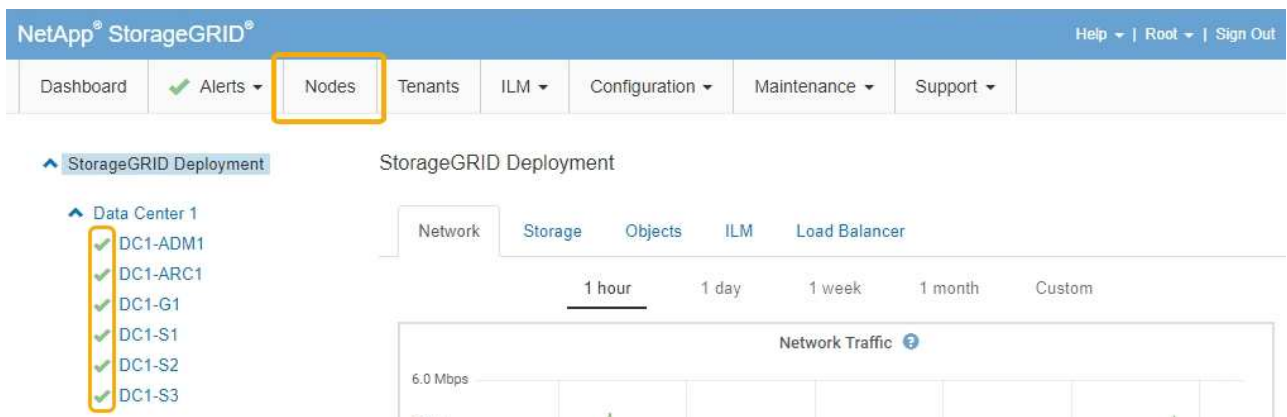 NetApp® StorageGRID®
Help | Root | Sign Out
Dashboard Alerts Nodes Tenants ILM Configuration Maintenance Support
StorageGRID Deployment
Data Center 1
DC1-ADM1
DC1-ARC1
DC1-G1
DC1-S1
DC1-S2
DC1-S3
StorageGRID Deployment
Network Storage Objects ILM Load Balancer
1 hour 1 day 1 week 1 month Custom
Network Traffic ?
6.0 Mbps